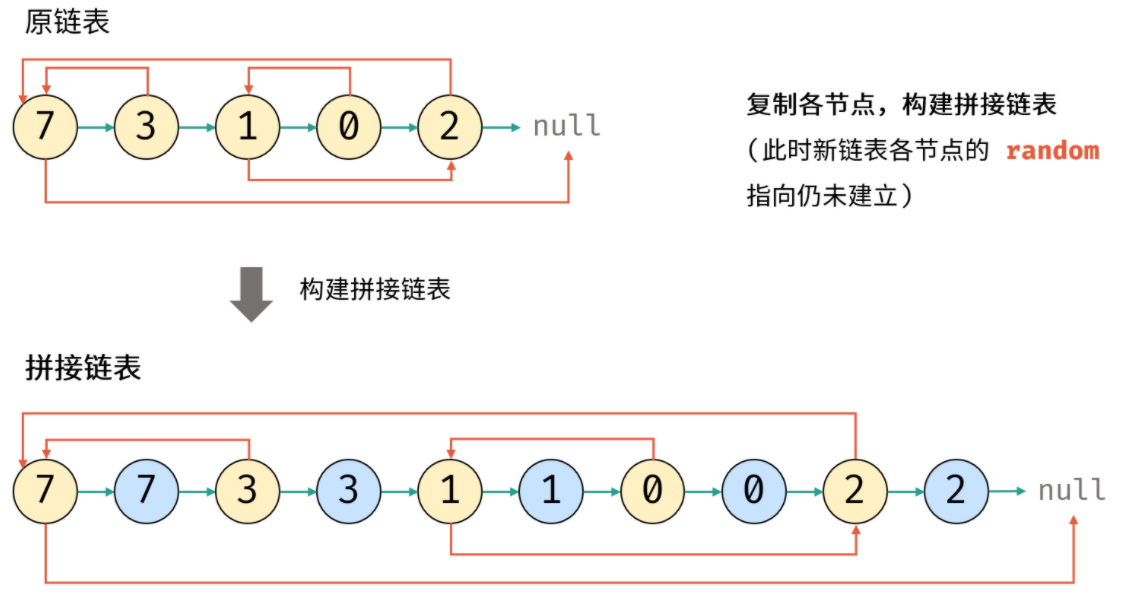 原链表
7 3 1 0 2 null
复制各节点，构建拼接链表
(此时新链表各节点的 random
指向仍未建立)
构建拼接链表
拼接链表
7 7 3 3 1 1 0 0 2 2 null